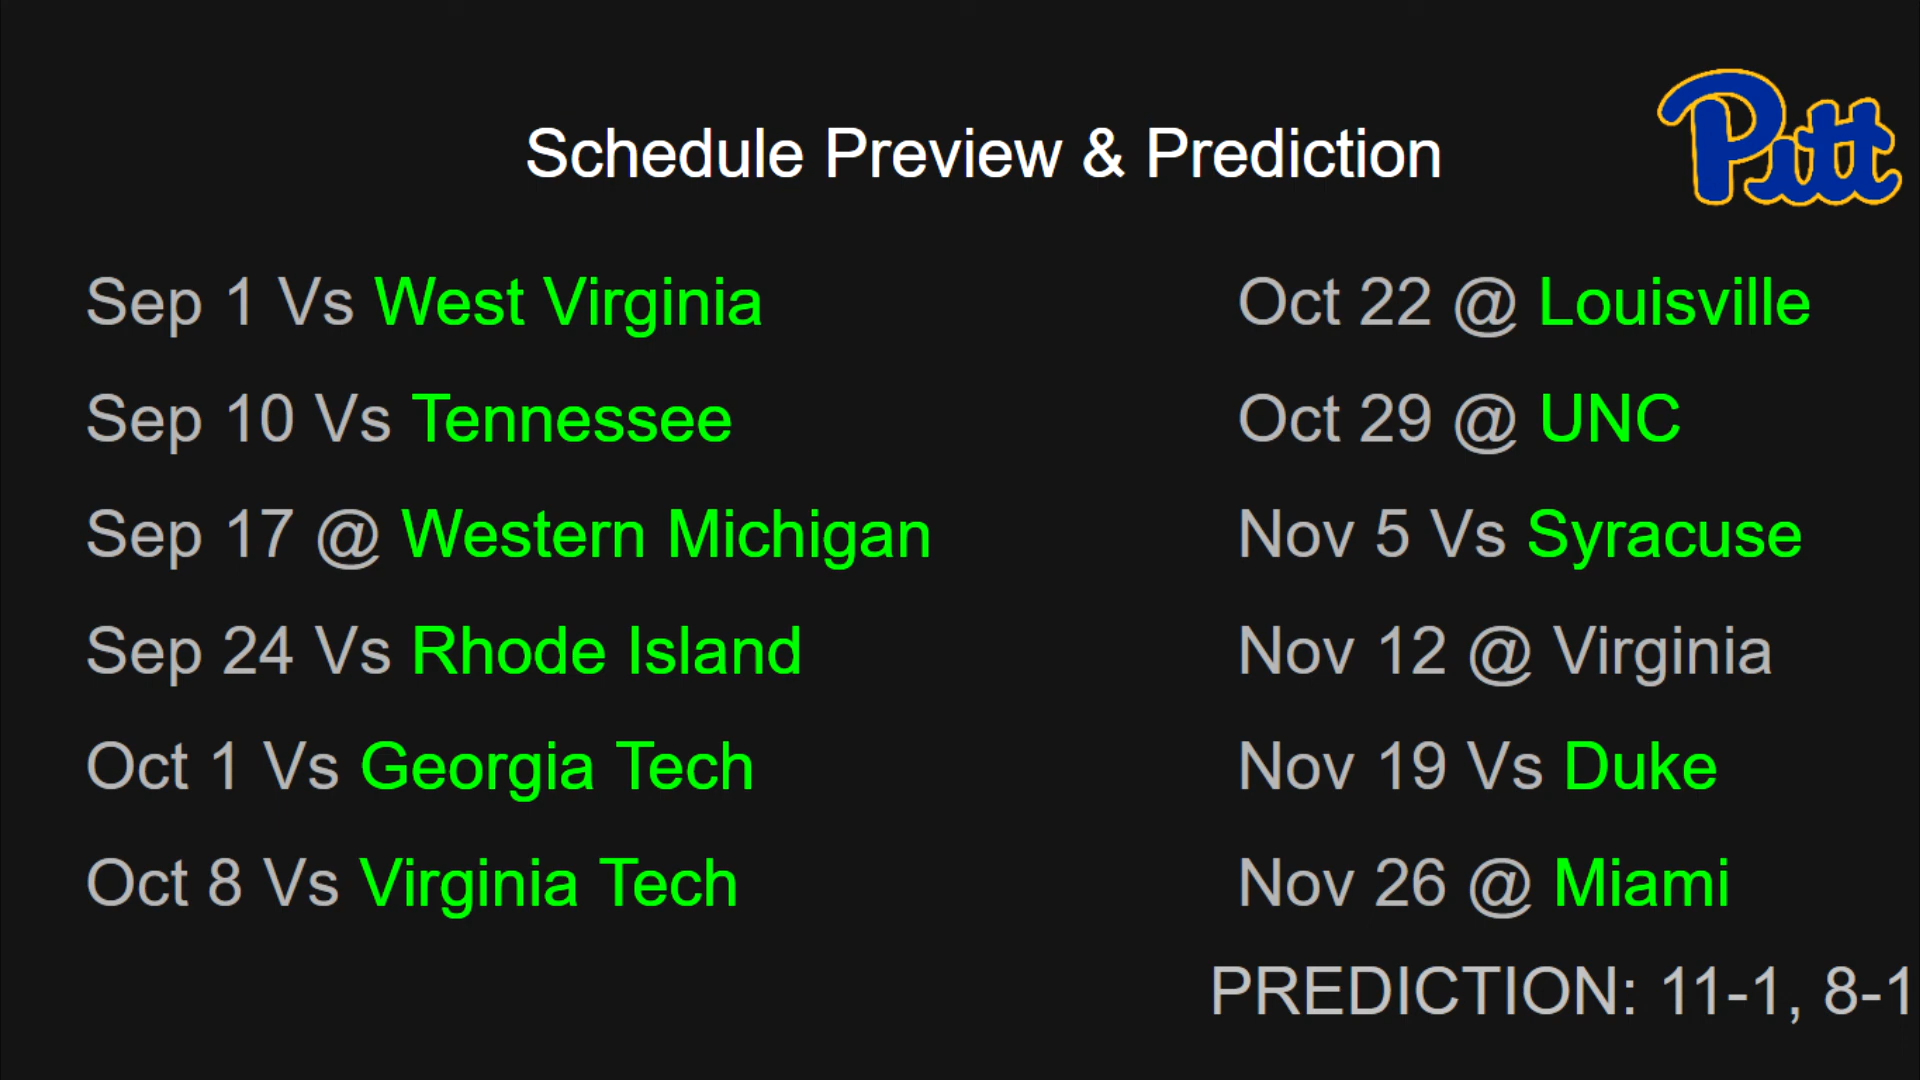 Pitt
Schedule Preview & Prediction
Sep 1 Vs West Virginia
Sep 10 Vs Tennessee
Sep 17 @ Western Michigan
Sep 24 Vs Rhode Island
Oct 1 Vs Georgia Tech
Oct 8 Vs Virginia Tech
Oct 22 @ Louisville
Oct 29 @ UNC
Nov 5 Vs Syracuse
Nov 12 @ Virginia
Nov 19 Vs Duke
Nov 26 @ Miami
PREDICTION: 11-1, 8-1